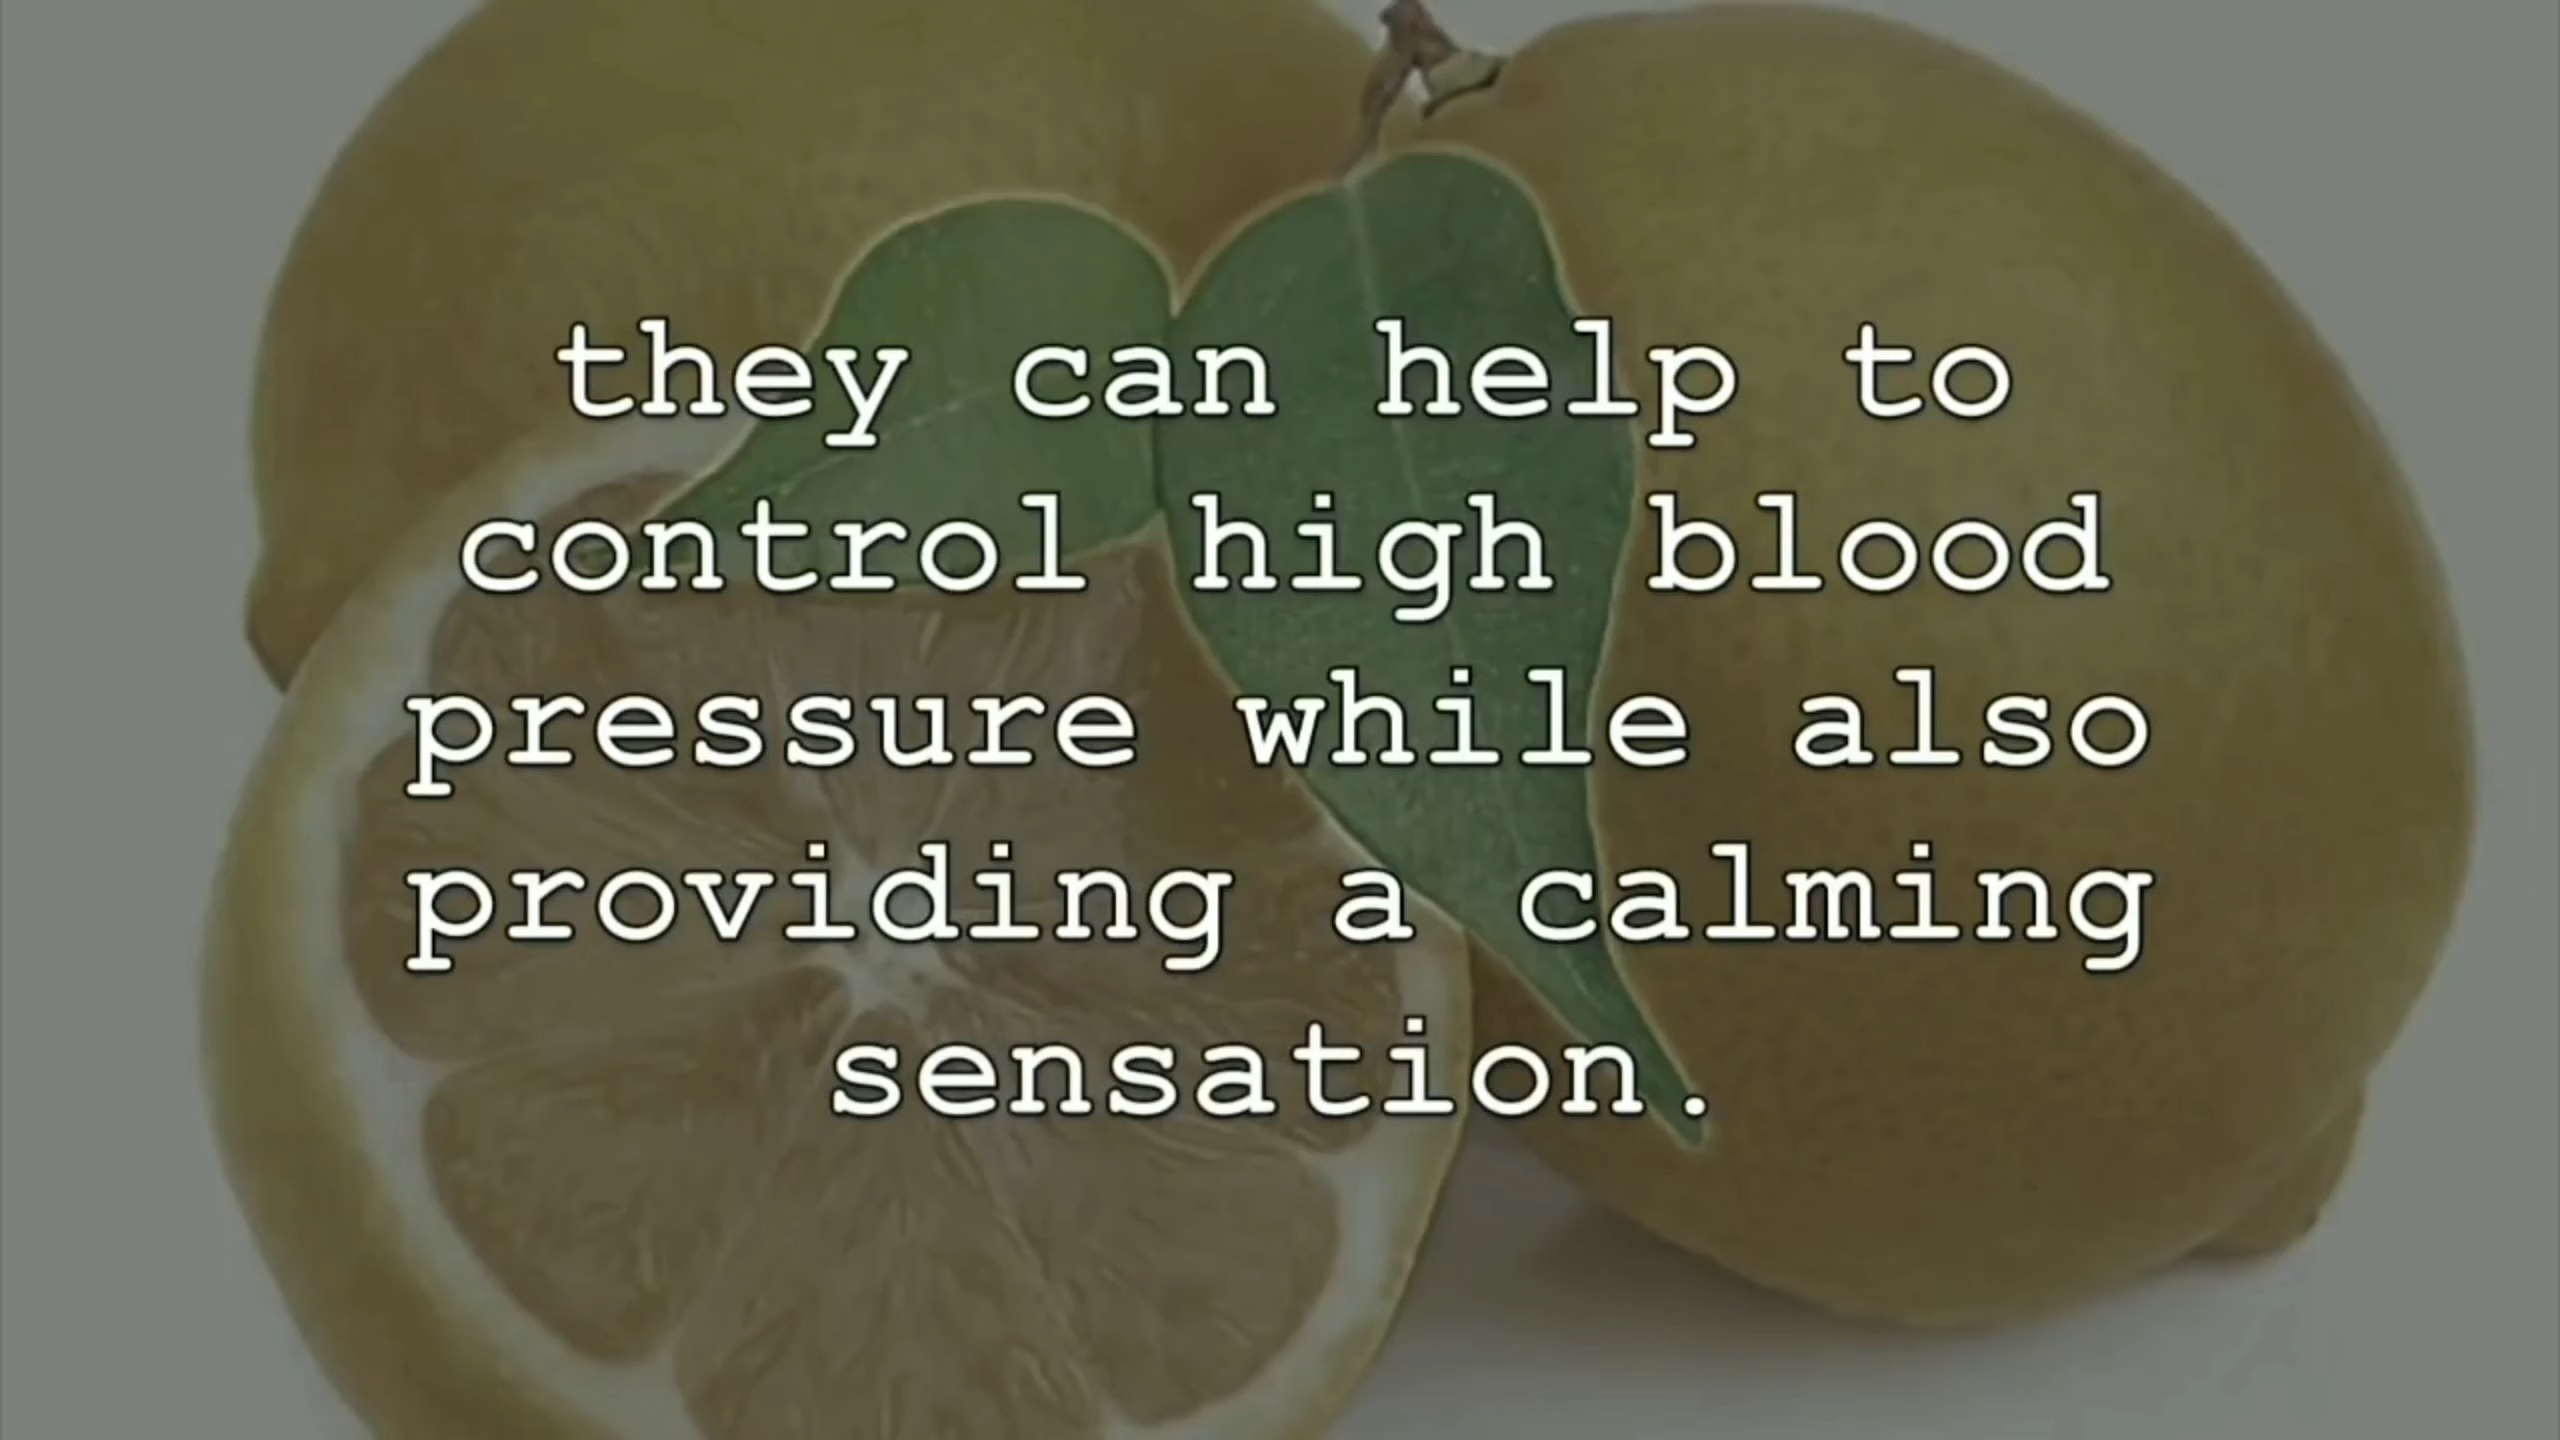 they can help to
control high blood
pressure while also
providing a calming
sensation.